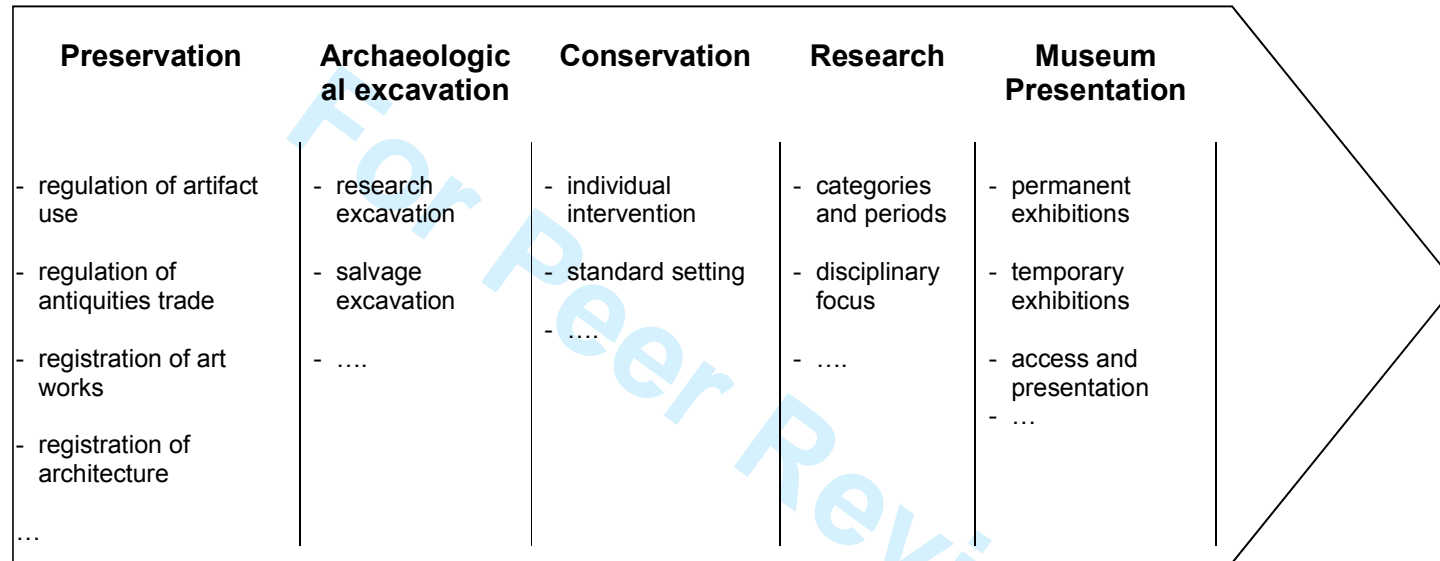 Preservation
Archaeologic
al excavation
Conservation
Research
Museum
Presentation
- regulation of artifact
use
- regulation of
antiquities trade
- registration of art
works
- registration of
architecture
…
- research
excavation
- salvage
excavation
- ….
- individual
intervention
- standard setting
- ….
- categories
and periods
- disciplinary
focus
- ….
- permanent
exhibitions
- temporary
exhibitions
- access and
presentation
- …
For Peer Revi